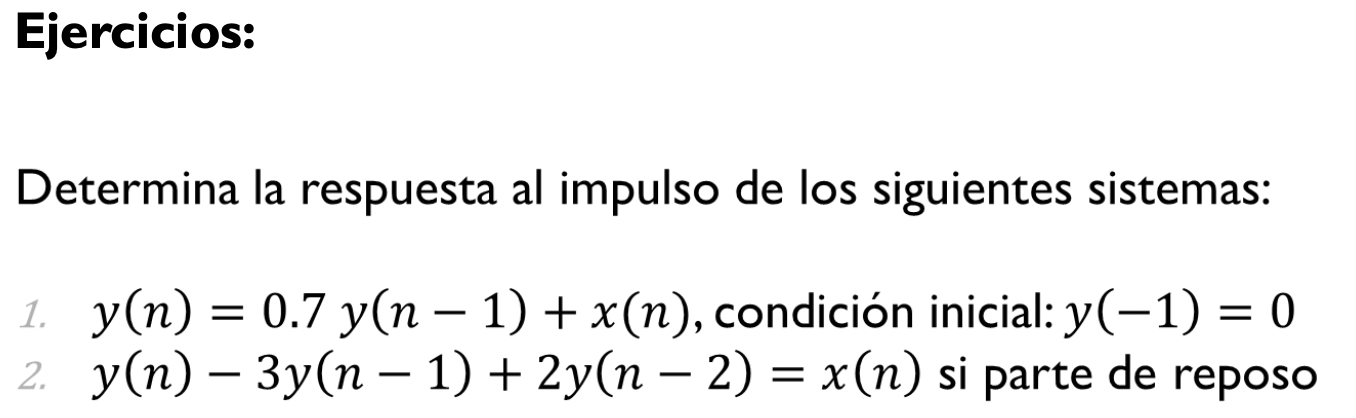 Ejercicios:
Determina la respuesta al impulso de los siguientes sistemas:
1. y(n) = 0.7 y(n − 1) + x(n), condición inicial: y(−1) = 0
2. y(n) − 3y(n − 1) + 2y(n − 2) = x(n) si parte de reposo